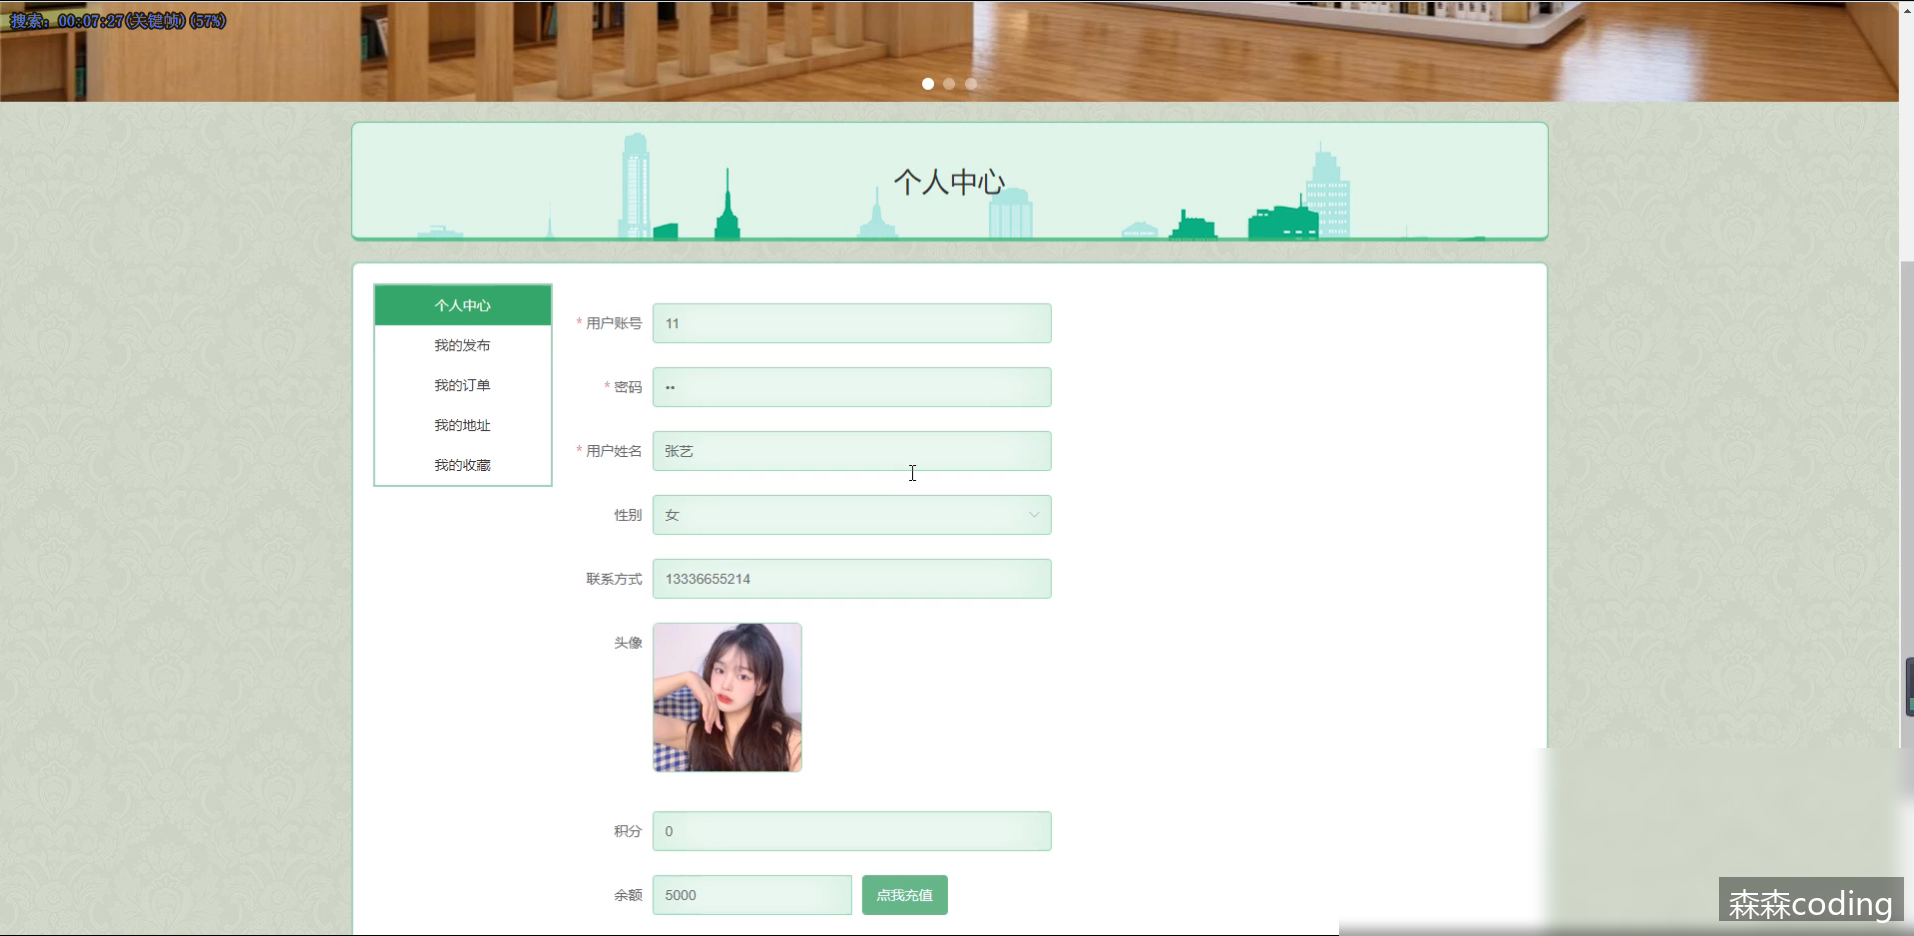 搜索: 00:07:27(关键帧)(57%)
个人中心
个人中心
我的发布
我的订单
我的地址
我的收藏
* 用户账号 11
* 密码 ••
* 用户姓名 张艺
性别 女
联系方式 13336655214
头像
积分 0
余额 5000 点我充值
森森coding